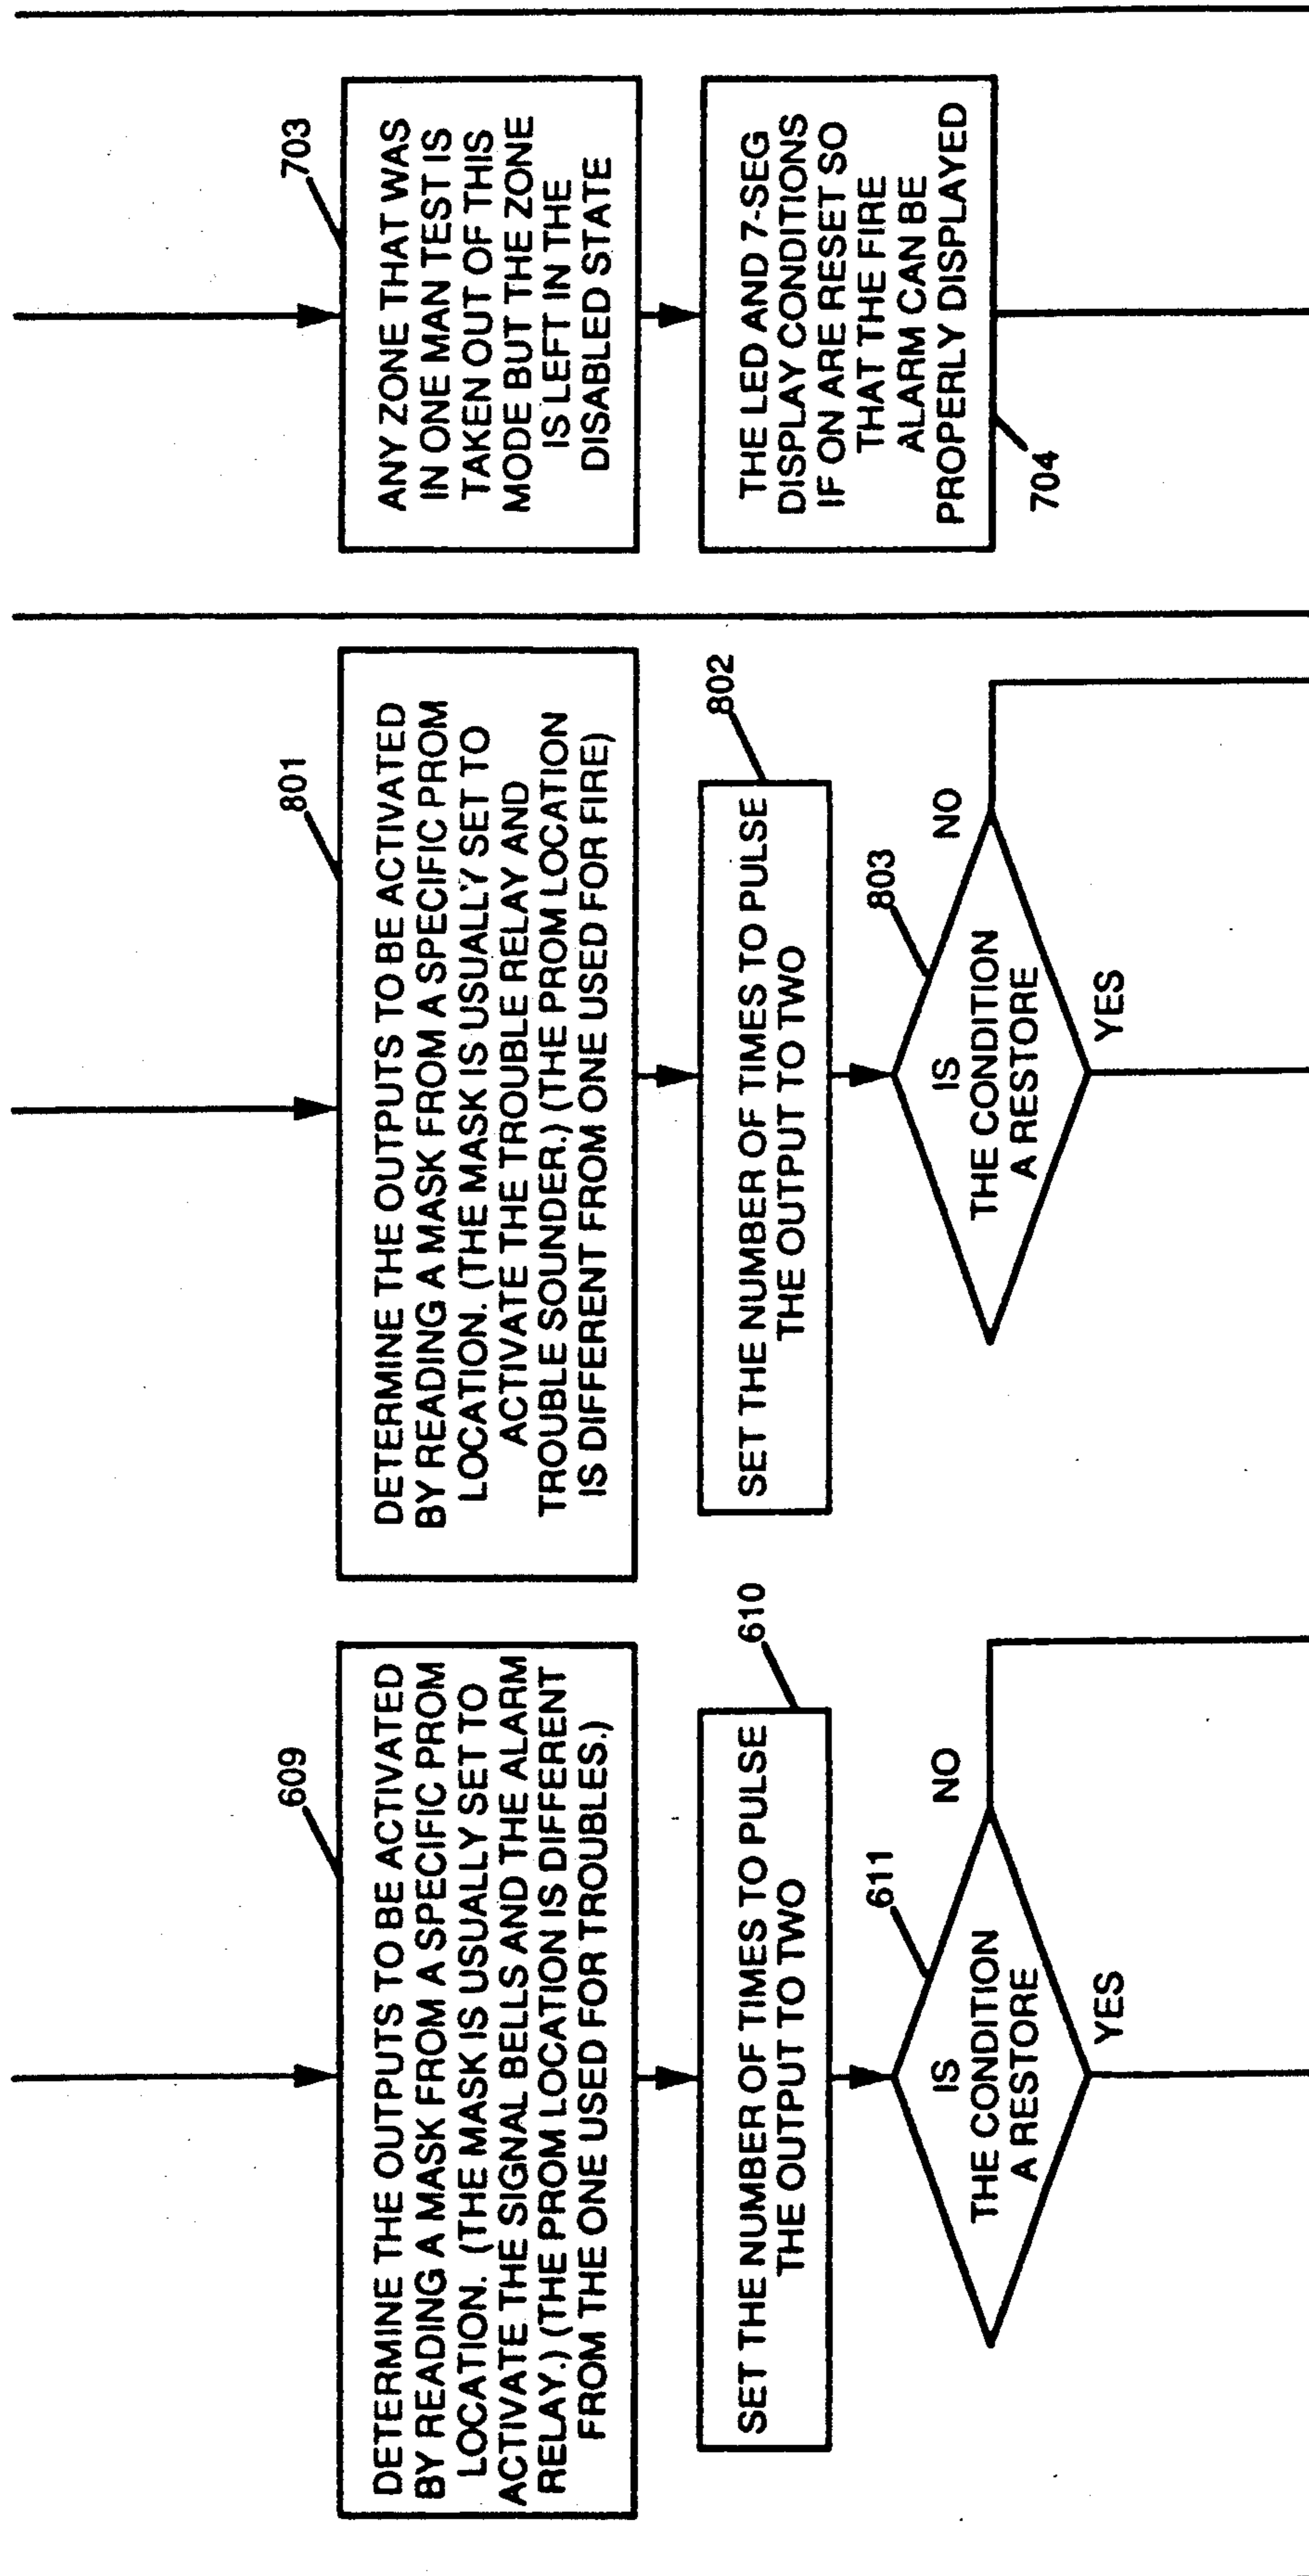 609
DETERMINE THE OUTPUTS TO BE ACTIVATED
BY READING A MASK FROM A SPECIFIC PROM
LOCATION. (THE MASK IS USUALLY SET TO
ACTIVATE THE SIGNAL BELLS AND THE ALARM
RELAY.) (THE PROM LOCATION IS DIFFERENT
FROM THE ONE USED FOR TROUBLES.)
610
SET THE NUMBER OF TIMES TO PULSE
THE OUTPUT TO TWO
611
IS
THE CONDITION
A RESTORE
NO
YES
801
DETERMINE THE OUTPUTS TO BE ACTIVATED
BY READING A MASK FROM A SPECIFIC PROM
LOCATION. (THE MASK IS USUALLY SET TO
ACTIVATE THE TROUBLE RELAY AND
TROUBLE SOUNDER.) (THE PROM LOCATION
IS DIFFERENT FROM ONE USED FOR FIRE)
802
SET THE NUMBER OF TIMES TO PULSE
THE OUTPUT TO TWO
803
IS
THE CONDITION
A RESTORE
NO
YES
703
ANY ZONE THAT WAS
IN ONE MAN TEST IS
TAKEN OUT OF THIS
MODE BUT THE ZONE
IS LEFT IN THE
DISABLED STATE
THE LED AND 7-SEG
DISPLAY CONDITIONS
IF ON ARE RESET SO
THAT THE FIRE
ALARM CAN BE
PROPERLY DISPLAYED
704